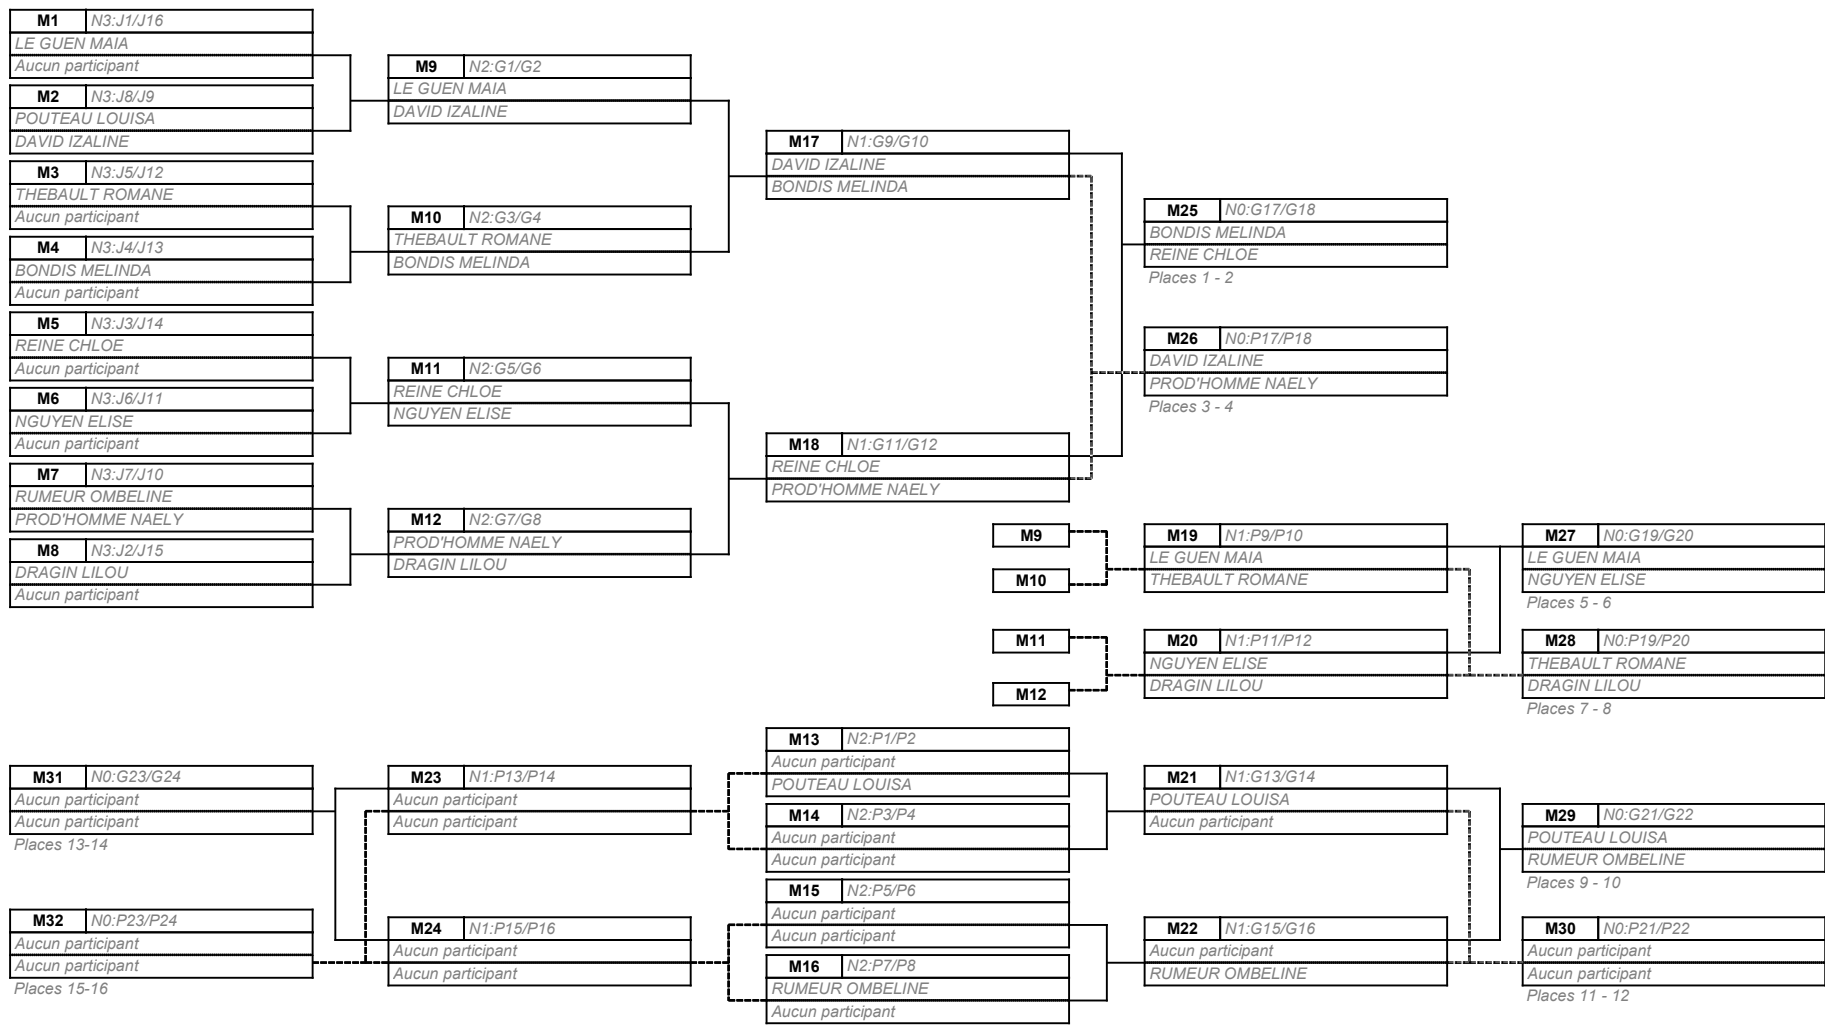 M1 N3:J1/J16
LE GUEN MAIA
Aucun participant
M2 N3:J8/J9
POUTEAU LOUISA
DAVID IZALINE
M3 N3:J5/J12
THEBAULT ROMANE
Aucun participant
M4 N3:J4/J13
BONDIS MELINDA
Aucun participant
M5 N3:J3/J14
REINE CHLOE
Aucun participant
M6 N3:J6/J11
NGUYEN ELISE
Aucun participant
M7 N3:J7/J10
RUMEUR OMBELINE
PROD'HOMME NAELY
M8 N3:J2/J15
DRAGIN LILOU
Aucun participant
M9 N2:G1/G2
LE GUEN MAIA
DAVID IZALINE
M10 N2:G3/G4
THEBAULT ROMANE
BONDIS MELINDA
M11 N2:G5/G6
REINE CHLOE
NGUYEN ELISE
M12 N2:G7/G8
PROD'HOMME NAELY
DRAGIN LILOU
M17 N1:G9/G10
DAVID IZALINE
BONDIS MELINDA
M18 N1:G11/G12
REINE CHLOE
PROD'HOMME NAELY
M25 N0:G17/G18
BONDIS MELINDA
REINE CHLOE
Places 1 - 2
M26 N0:P17/P18
DAVID IZALINE
PROD'HOMME NAELY
Places 3 - 4
M9
M10
M11
M12
M19 N1:P9/P10
LE GUEN MAIA
THEBAULT ROMANE
M20 N1:P11/P12
NGUYEN ELISE
DRAGIN LILOU
M27 N0:G19/G20
LE GUEN MAIA
NGUYEN ELISE
Places 5 - 6
M28 N0:P19/P20
THEBAULT ROMANE
DRAGIN LILOU
Places 7 - 8
M31 N0:G23/G24
Aucun participant
Aucun participant
Places 13-14
M32 N0:P23/P24
Aucun participant
Aucun participant
Places 15-16
M23 N1:P13/P14
Aucun participant
Aucun participant
M24 N1:P15/P16
Aucun participant
Aucun participant
M13 N2:P1/P2
Aucun participant
POUTEAU LOUISA
M14 N2:P3/P4
Aucun participant
Aucun participant
M15 N2:P5/P6
Aucun participant
Aucun participant
M16 N2:P7/P8
RUMEUR OMBELINE
Aucun participant
M21 N1:G13/G14
POUTEAU LOUISA
Aucun participant
M22 N1:G15/G16
Aucun participant
RUMEUR OMBELINE
M29 N0:G21/G22
POUTEAU LOUISA
RUMEUR OMBELINE
Places 9 - 10
M30 N0:P21/P22
Aucun participant
Aucun participant
Places 11 - 12